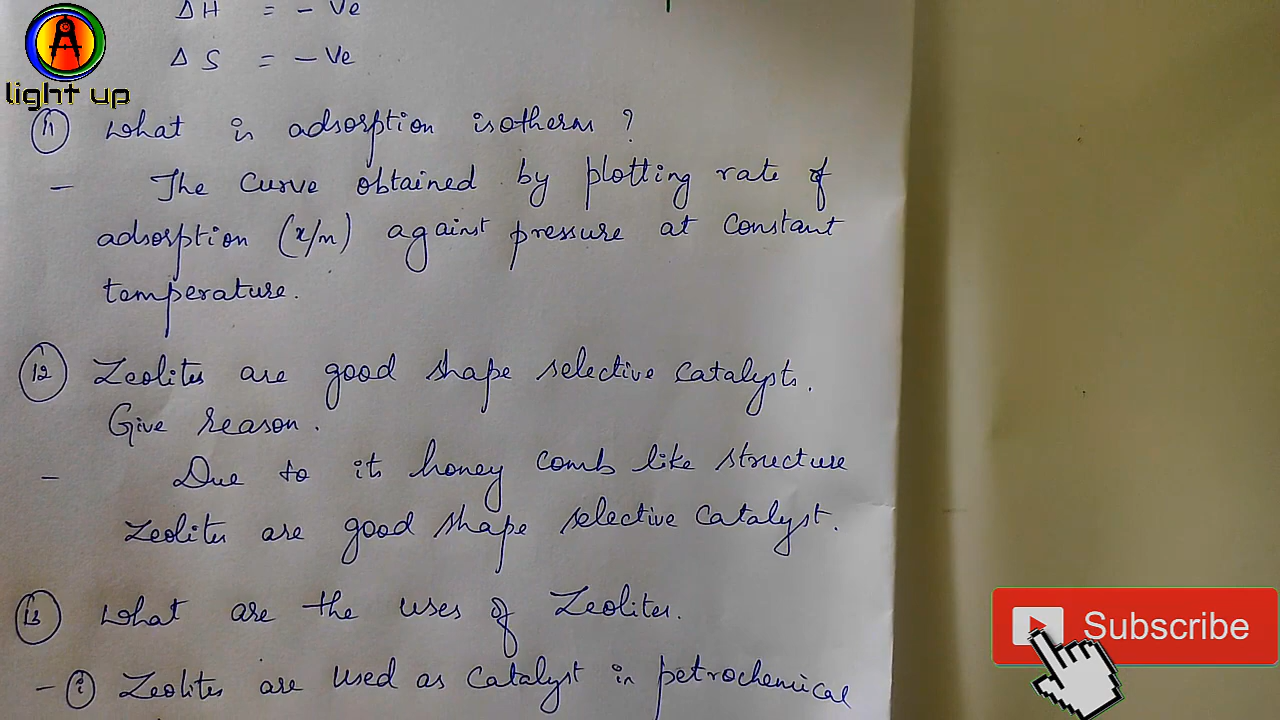 Δ H = - Ve
Δ S = - Ve
light up
11 What is adsorption isotherm ?
- The curve obtained by plotting rate of
adsorption (x/m) against pressure at constant
temperature.
12 Zeolites are good shape selective catalysts.
Give reason.
- Due to its honey comb like structure
Zeolites are good shape selective catalyst.
13 What are the uses of Zeolites.
- i Zeolites are used as catalyst in petrochemical
Subscribe